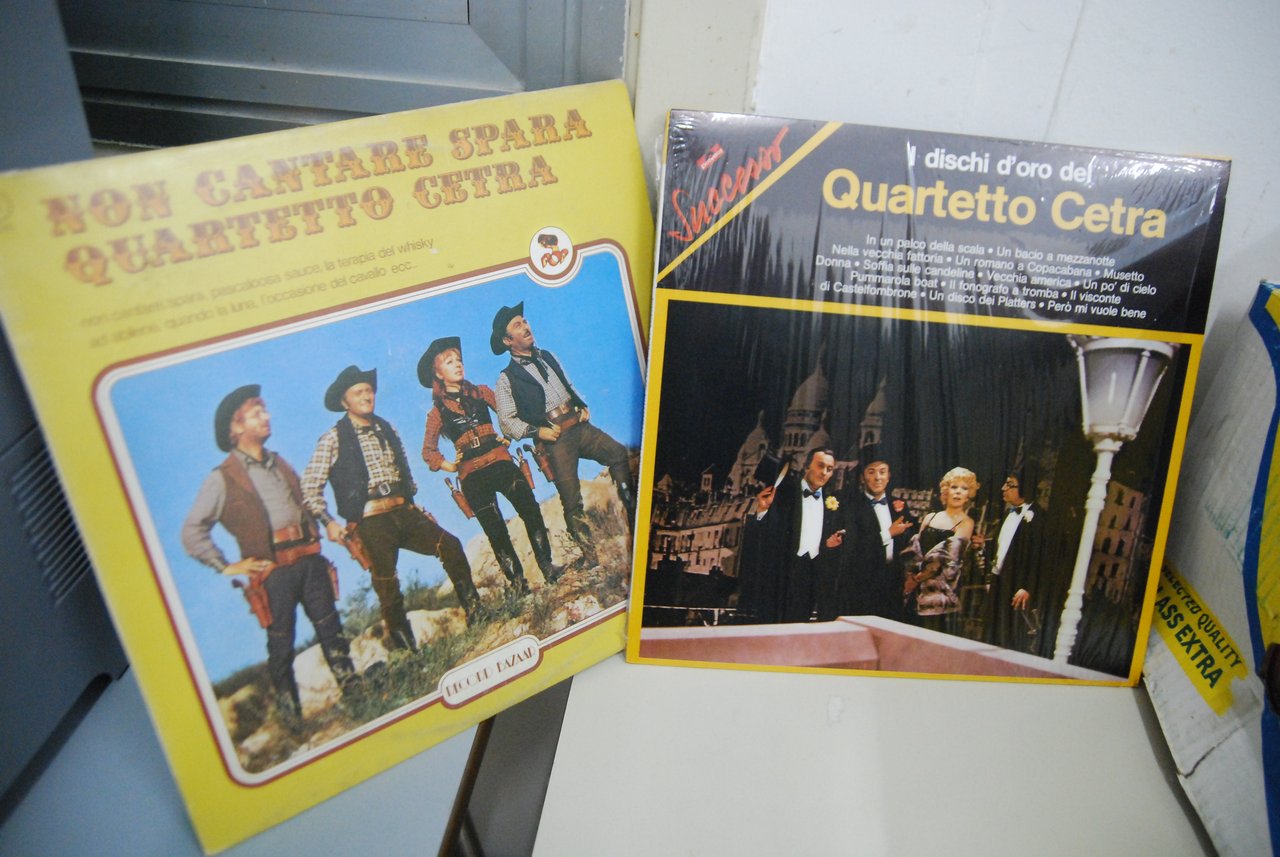 NON CANTARE SPARA
QUARTETTO CETRA
non cantare spara, pascalbosa sauce, la terapia del whisky
ad abilene, quando la luna, l'occasione del cavallo ecc...
POP
RECORD BAZAAR
Successo
I dischi d'oro del
Quartetto Cetra
In un palco della scala • Un bacio a mezzanotte
Nella vecchia fattoria • Un romano a Copacabana • Musetto
Donna • Soffia sulle candeline • Vecchia america • Un po' di cielo
Pummarola boat • Il fonografo a tromba • Il visconte
di Castelfombrone • Un disco dei Platters • Però mi vuole bene
SELECTED QUALITY
ASS EXTRA